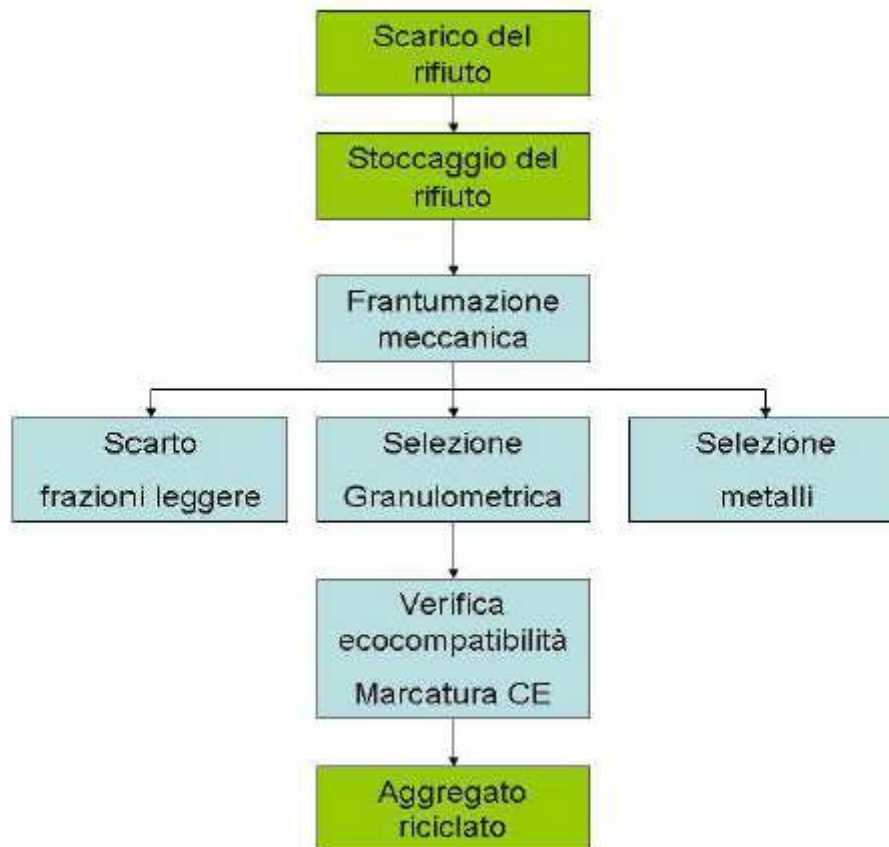 Scarico del
rifiuto
Stoccaggio del
rifiuto
Frantumazione
meccanica
Scarto
frazioni leggere
Selezione
Granulometrica
Selezione
metalli
Verifica
ecocompatibilità
Marcatura CE
Aggregato
riciclato